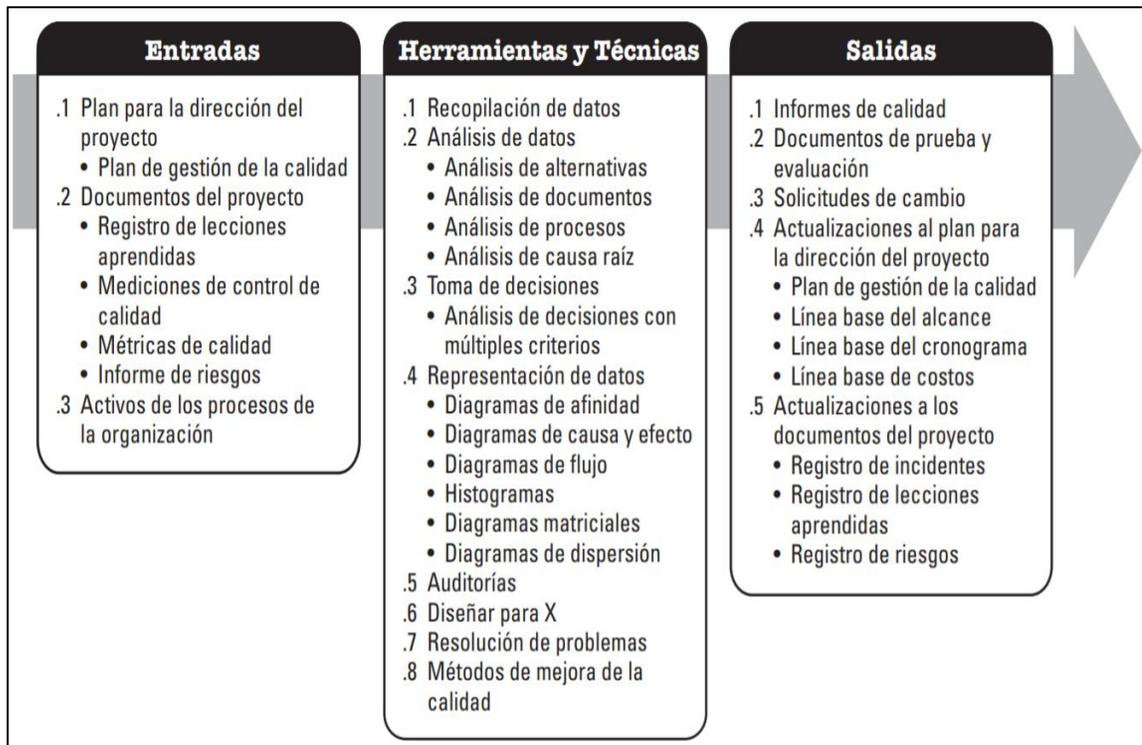 Entradas
.1 Plan para la dirección del
proyecto
• Plan de gestión de la calidad
.2 Documentos del proyecto
• Registro de lecciones
aprendidas
• Mediciones de control de
calidad
• Métricas de calidad
• Informe de riesgos
.3 Activos de los procesos de
la organización
Herramientas y Técnicas
.1 Recopilación de datos
.2 Análisis de datos
• Análisis de alternativas
• Análisis de documentos
• Análisis de procesos
• Análisis de causa raíz
.3 Toma de decisiones
• Análisis de decisiones con
múltiples criterios
.4 Representación de datos
• Diagramas de afinidad
• Diagramas de causa y efecto
• Diagramas de flujo
• Histogramas
• Diagramas matriciales
• Diagramas de dispersión
.5 Auditorías
.6 Diseñar para X
.7 Resolución de problemas
.8 Métodos de mejora de la
calidad
Salidas
.1 Informes de calidad
.2 Documentos de prueba y
evaluación
.3 Solicitudes de cambio
.4 Actualizaciones al plan para
la dirección del proyecto
• Plan de gestión de la calidad
• Línea base del alcance
• Línea base del cronograma
• Línea base de costos
.5 Actualizaciones a los
documentos del proyecto
• Registro de incidentes
• Registro de lecciones
aprendidas
• Registro de riesgos